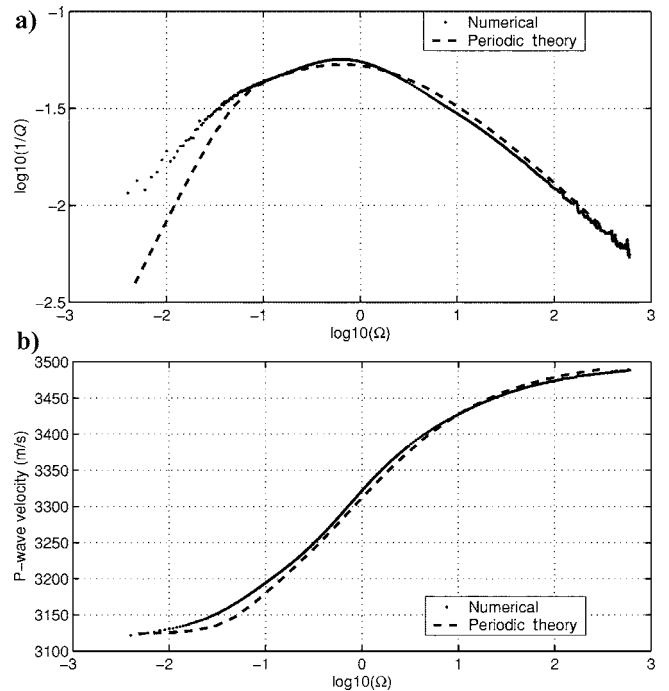 a)
−1
Numerical
Periodic theory
−1.5
log10(1/Q)
−2
−2.5
−3 −2 −1 0 1 2 3
log10(Ω)
b)
3500
3450
3400
3350
P−wave velocity (m/s)
3300
3250
3200
3150
3100
Numerical
Periodic theory
−3 −2 −1 0 1 2 3
log10(Ω)